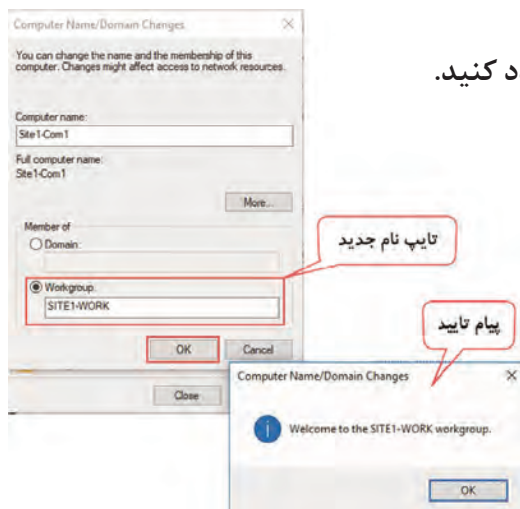 د کنید.
Computer Name/Domain Changes
You can change the name and the membership of this
computer. Changes might affect access to network resources.
Computer name:
Site1-Com1
Full computer name:
Site1-Com1
More...
Member of
Domain:
تایپ نام جدید
Workgroup:
SITE1-WORK
OK
Cancel
پیام تایید
Close
Computer Name/Domain Changes
Welcome to the SITE1-WORK workgroup.
OK